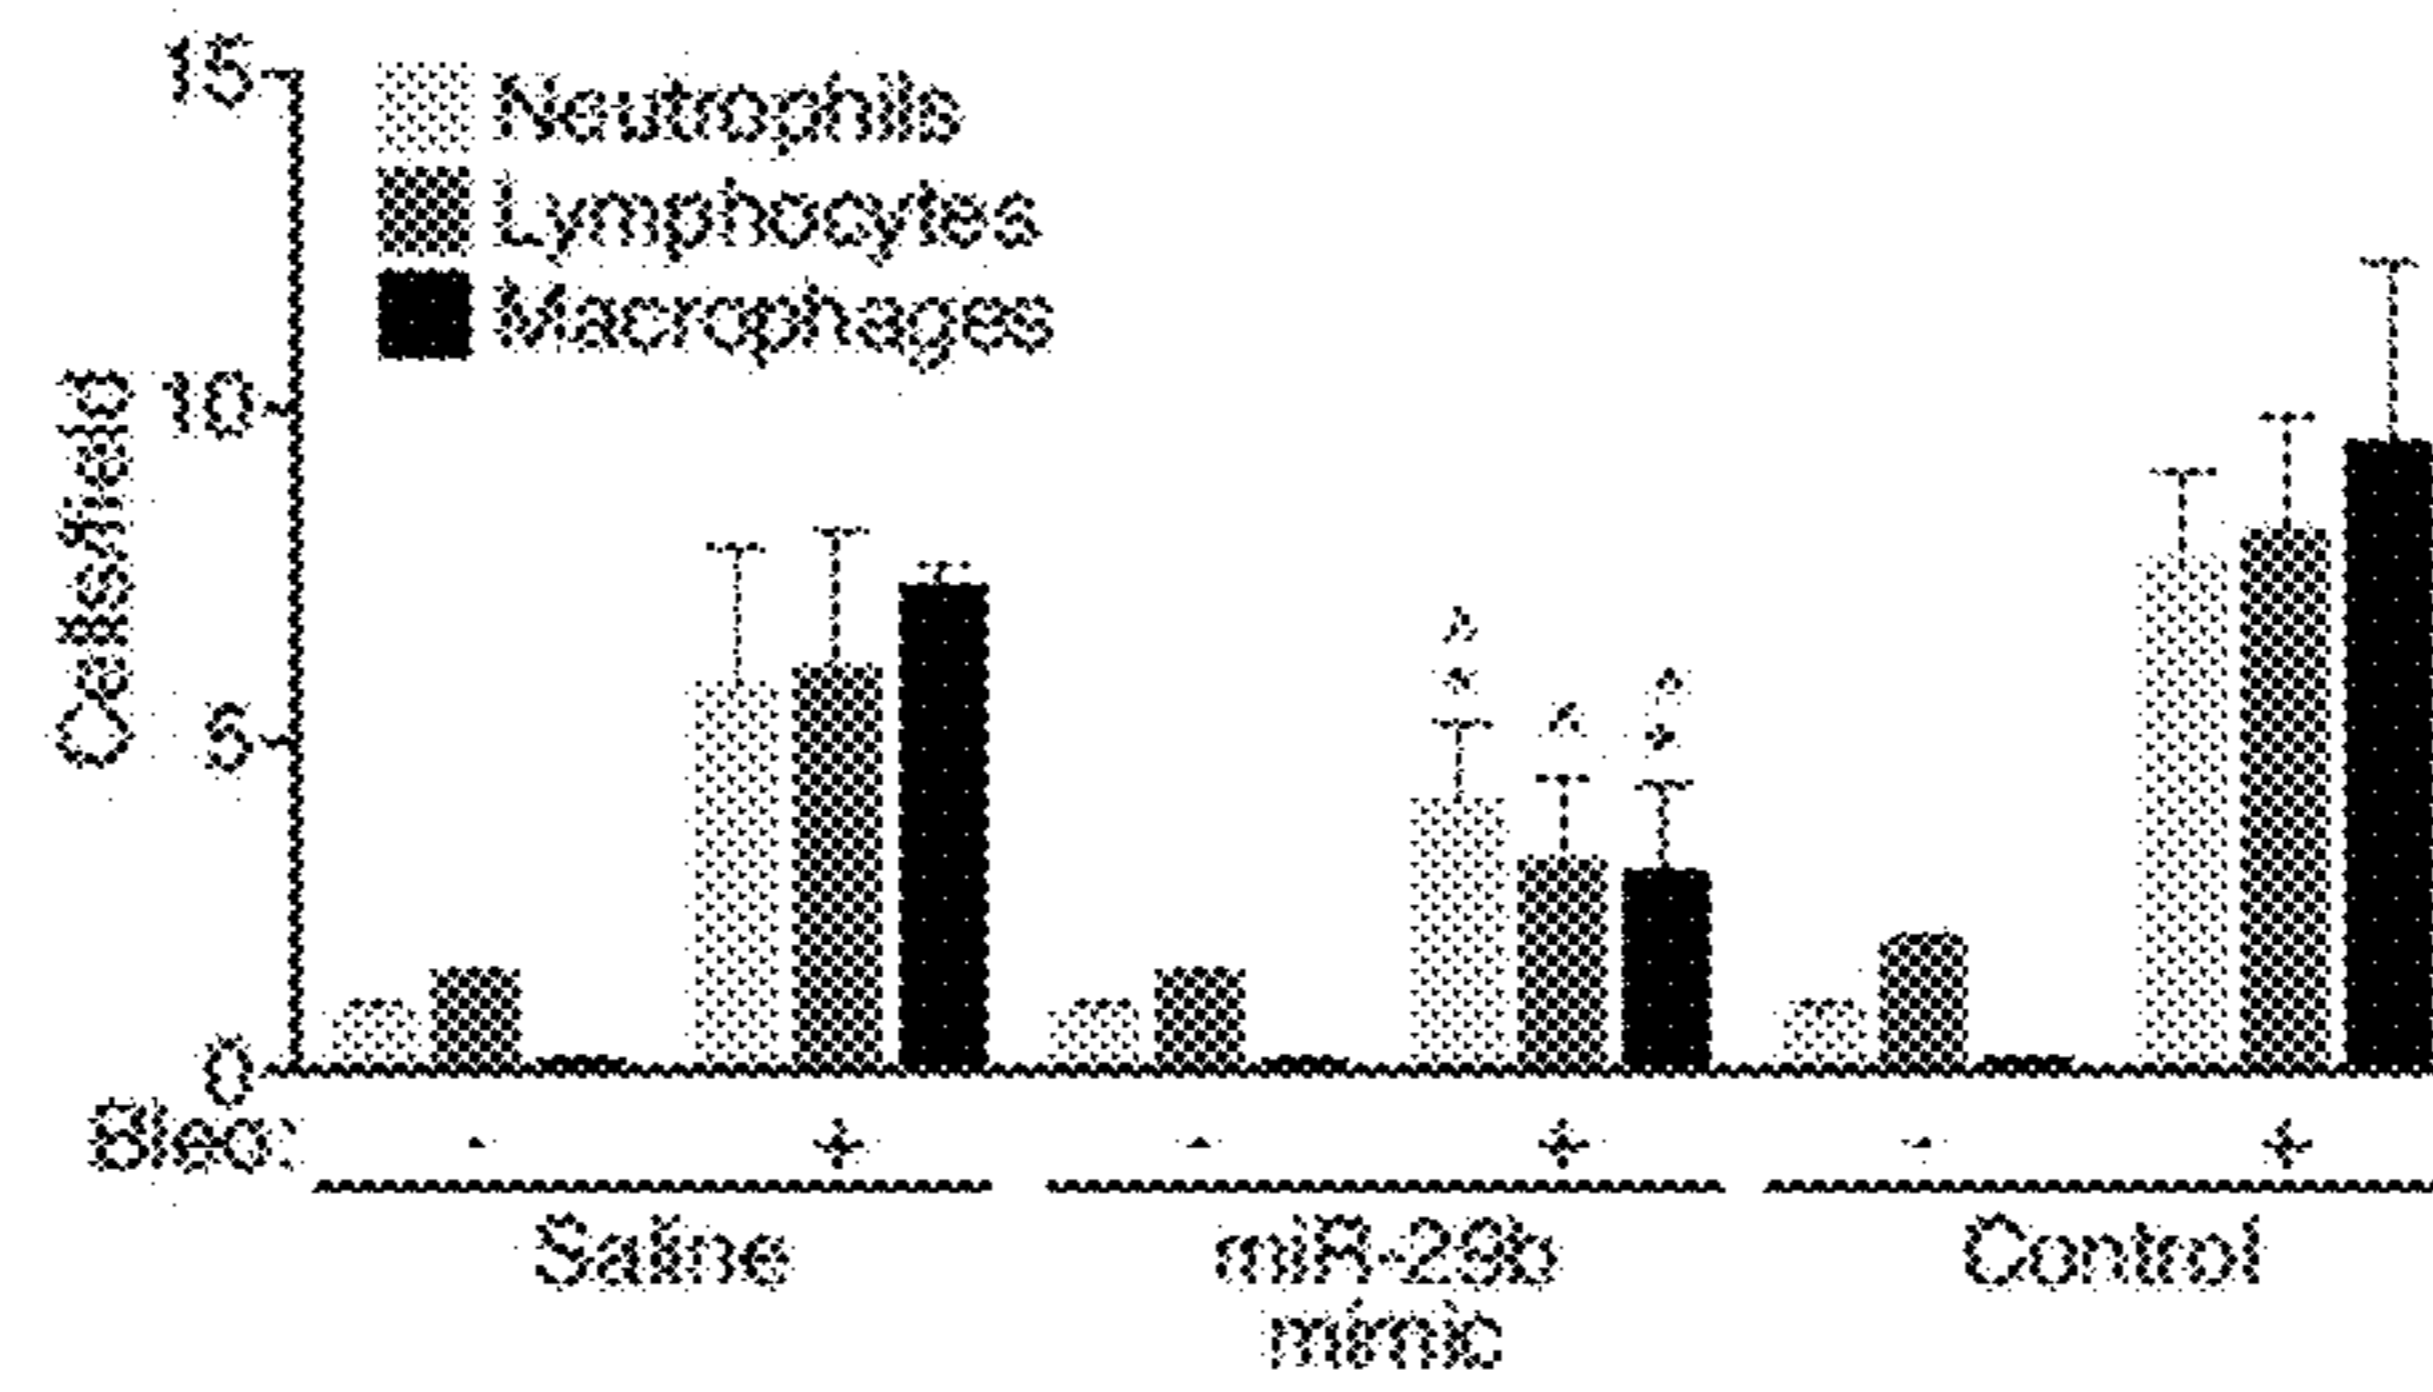 15
10
5
0
Cells/field
Neutrophils
Lymphocytes
Macrophages
Bleo: - + - + - +
Saline
miR-29b
mimic
Control